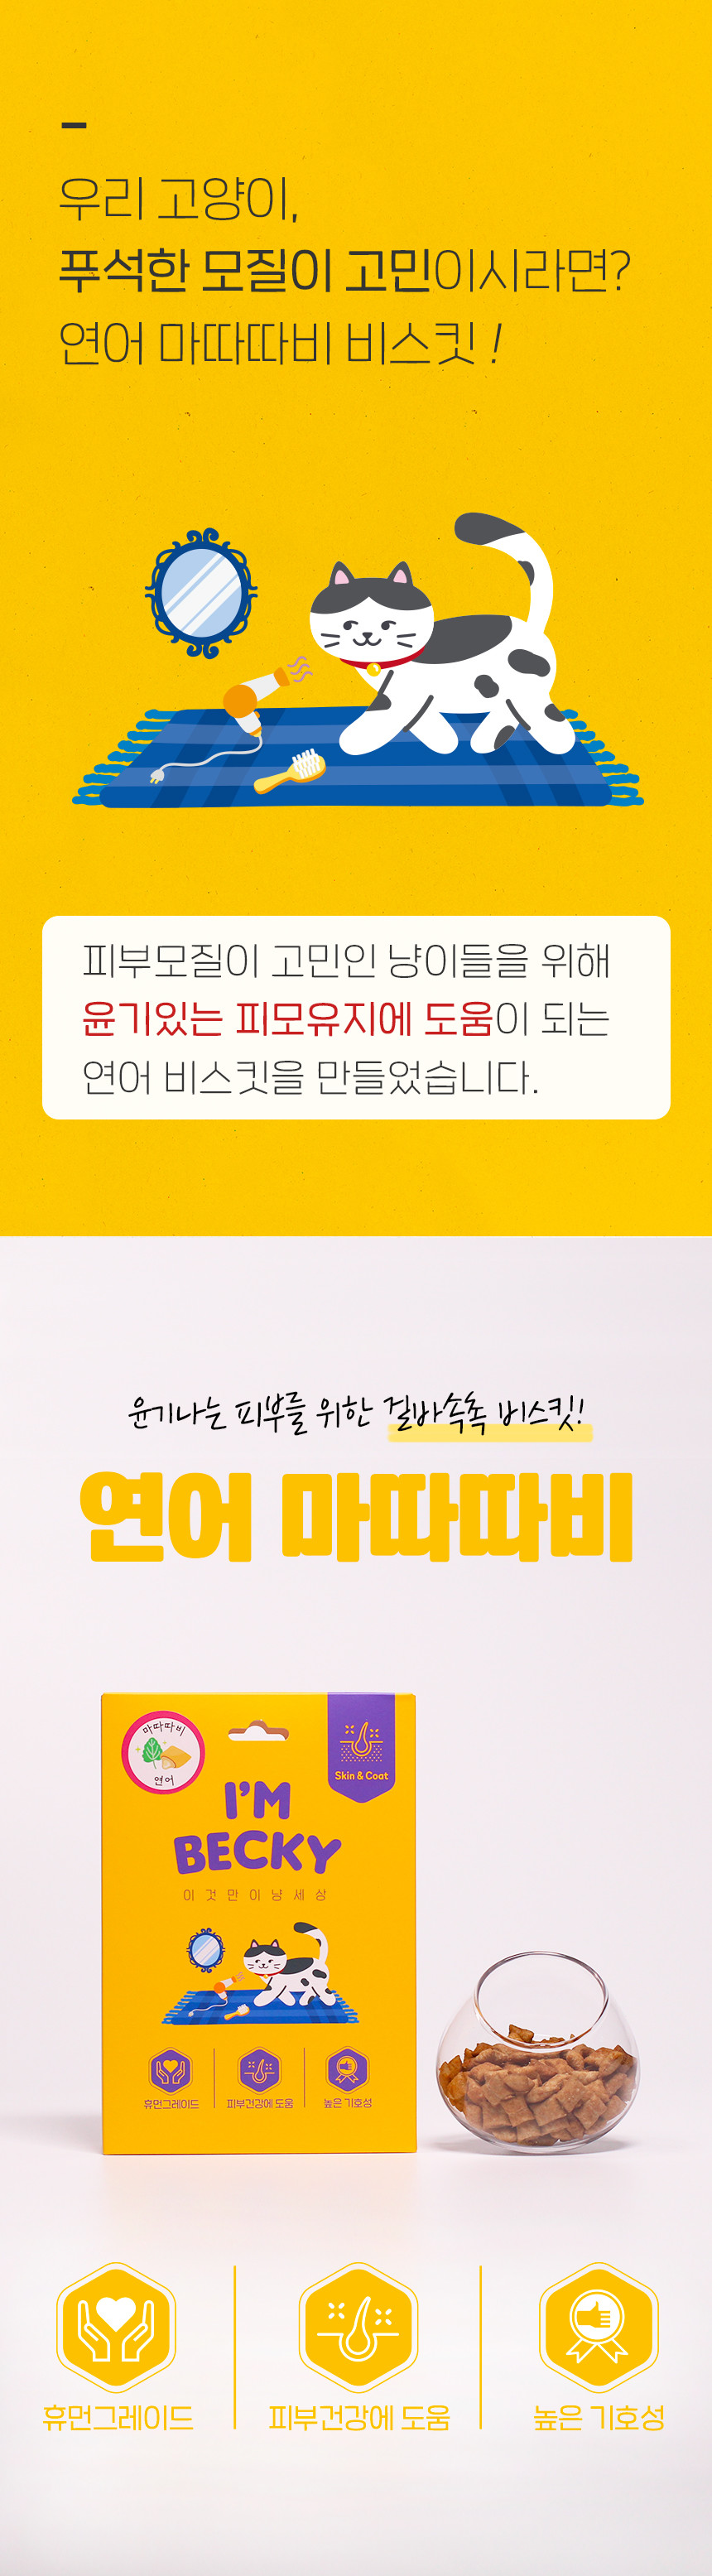 우리 고양이,
푸석한 모질이 고민이시라면?
연어 마따따비 비스킷 !
피부모질이 고민인 냥이들을 위해
윤기있는 피모유지에 도움이 되는
연어 비스킷을 만들었습니다.
윤기나는 피부를 위한 겉바속촉 비스킷!
연어 마따따비
마따따비
연어
Skin & Coat
I'M
BECKY
이것만이냥세상
휴먼그레이드
피부건강에 도움
높은 기호성
휴먼그레이드
피부건강에 도움
높은 기호성